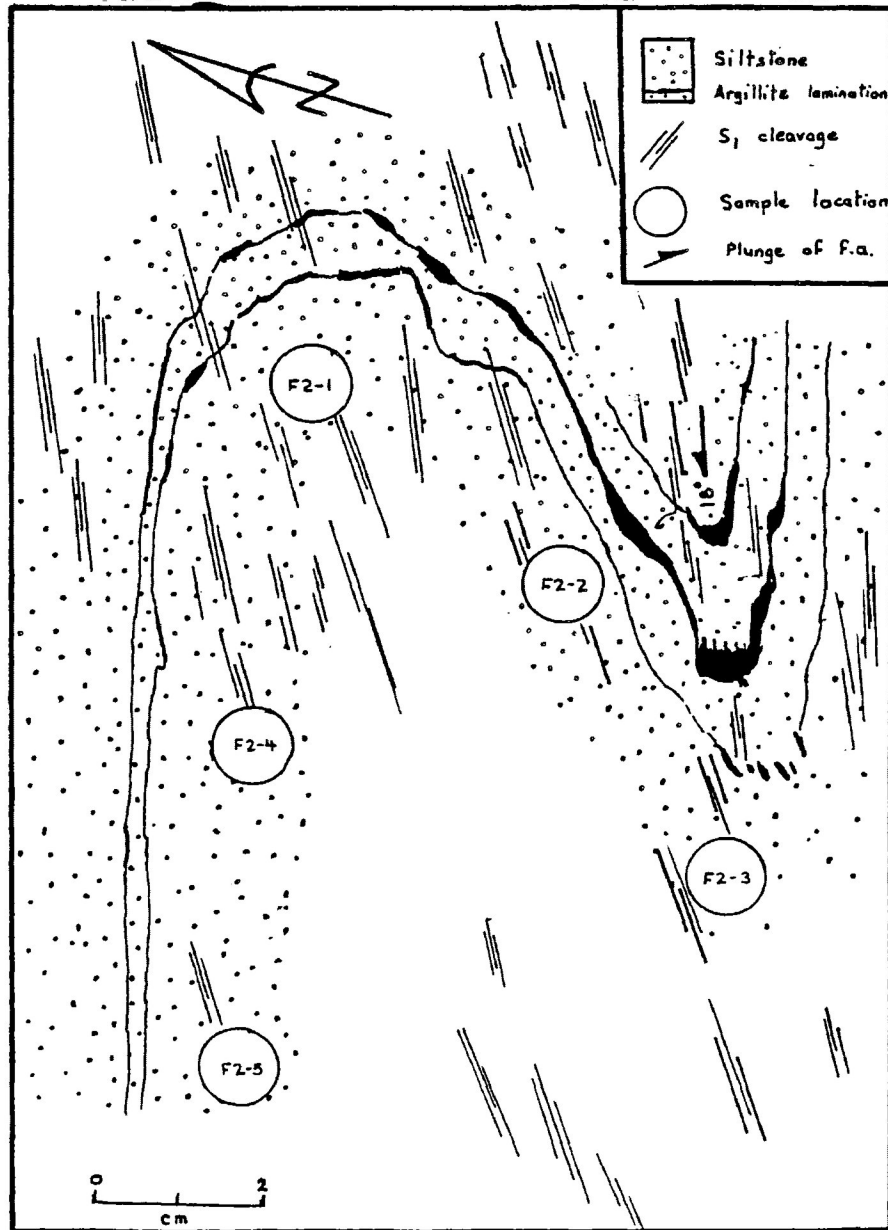 N
Siltstone
Argillite lamination
S₁ cleavage
Sample location
Plunge of F.a.
F2-1
18°
F2-2
F2-4
F2-3
F2-5
0 2
cm